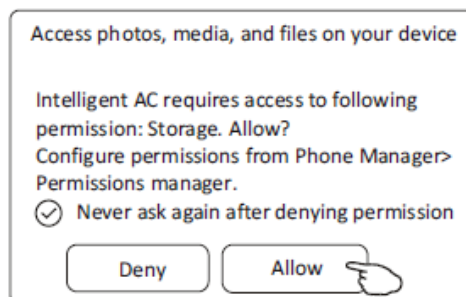 Access photos, media, and files on your device
Intelligent AC requires access to following
permission: Storage. Allow?
Configure permissions from Phone Manager>
Permissions manager.
Never ask again after denying permission
Deny Allow